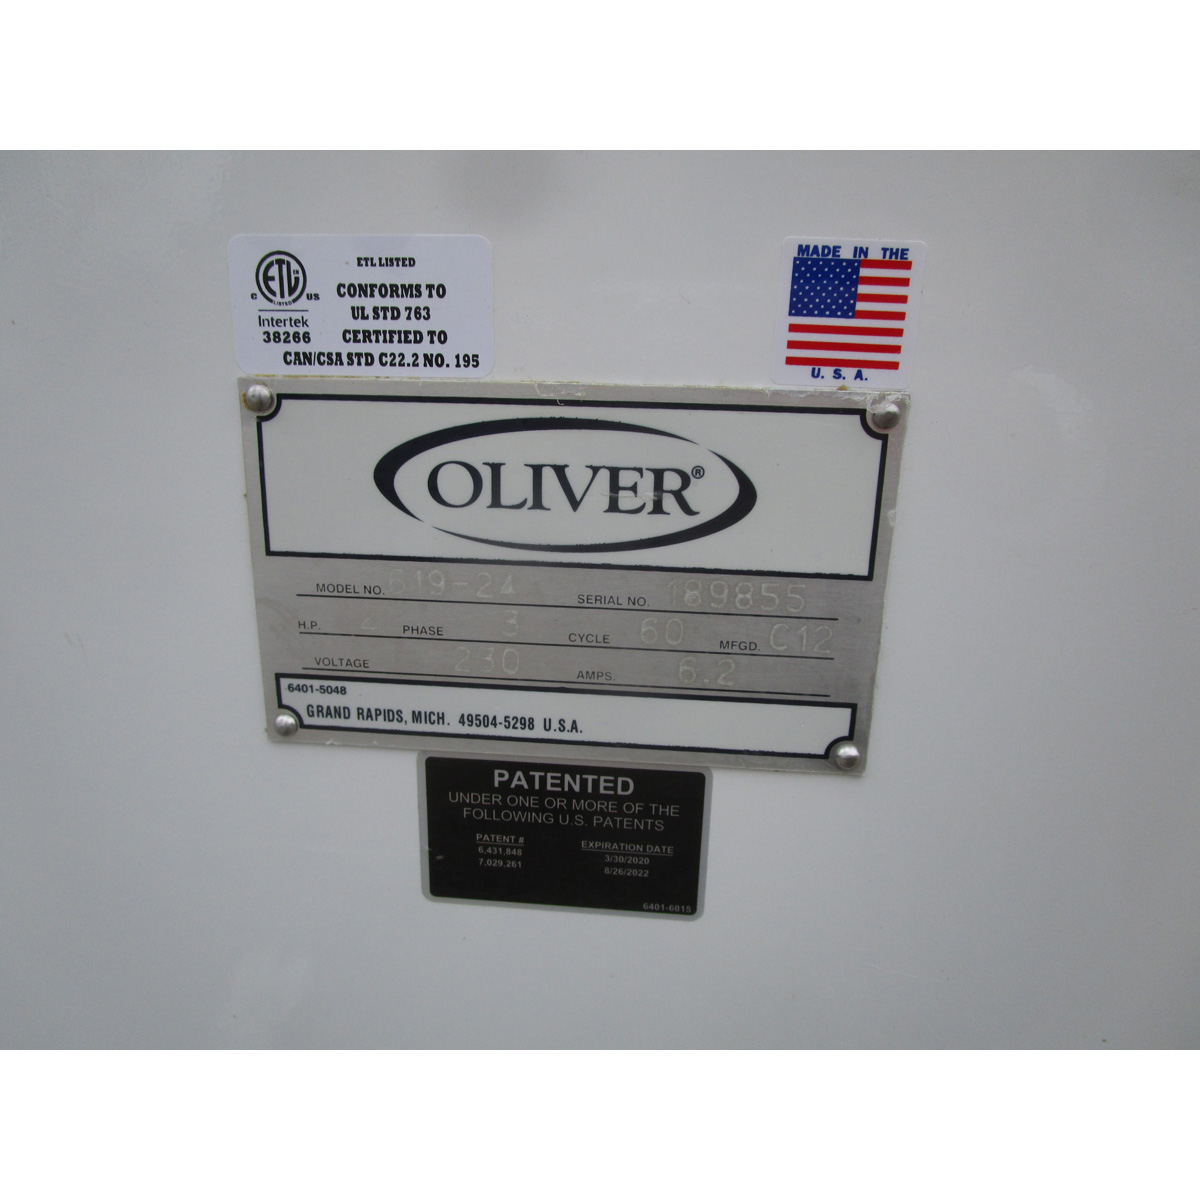 ETL LISTED
ETL
CM
LISTED
C US
Intertek
38266
CONFORMS TO
UL STD 763
CERTIFIED TO
CAN/CSA STD C22.2 NO. 195
MADE IN THE
U. S. A.
OLIVER®
MODEL NO. 619-24 SERIAL NO. 189855
H.P. 2 PHASE 3 CYCLE 60 MFGD. C12
VOLTAGE 230 AMPS. 6.2
6401-5048
GRAND RAPIDS, MICH. 49504-5298 U.S.A.
PATENTED
UNDER ONE OR MORE OF THE
FOLLOWING U.S. PATENTS
PATENT # EXPIRATION DATE
6,431,848 3/30/2020
7,029,261 8/26/2022
6401-6015